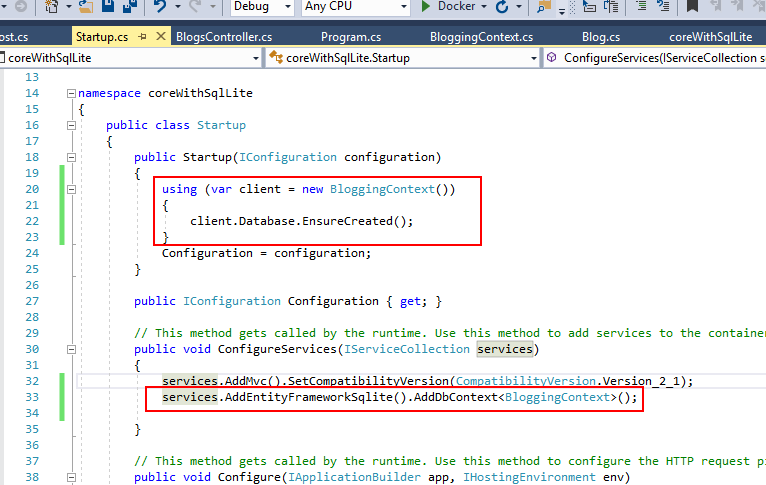 Debug Any CPU Docker
ost.cs Startup.cs BlogsController.cs Program.cs BloggingContext.cs Blog.cs coreWithSqlLite
coreWithSqlLite coreWithSqlLite.Startup ConfigureServices(IServiceCollection se
13
14 namespace coreWithSqlLite
15 {
16 public class Startup
17 {
18 public Startup(IConfiguration configuration)
19 {
20 using (var client = new BloggingContext())
21 {
22 client.Database.EnsureCreated();
23 }
24 Configuration = configuration;
25 }
26
27 public IConfiguration Configuration { get; }
28
29 // This method gets called by the runtime. Use this method to add services to the container
30 public void ConfigureServices(IServiceCollection services)
31 {
32 services.AddMvc().SetCompatibilityVersion(CompatibilityVersion.Version_2_1);
33 services.AddEntityFrameworkSqlite().AddDbContext<BloggingContext>();
34
35 }
36
37 // This method gets called by the runtime. Use this method to configure the HTTP request pi
38 public void Configure(IApplicationBuilder app, IHostingEnvironment env)